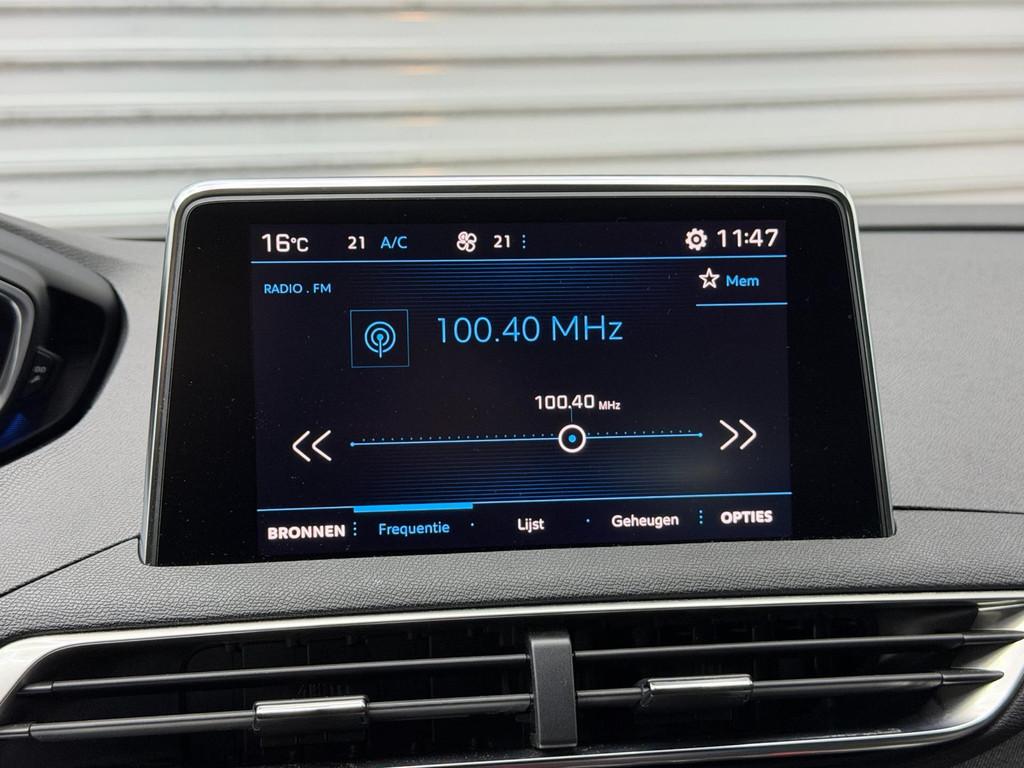 16°C 21 A/C 21 11:47
RADIO . FM
Mem
100.40 MHz
100.40 MHz
BRONNEN Frequentie Lijst Geheugen OPTIES